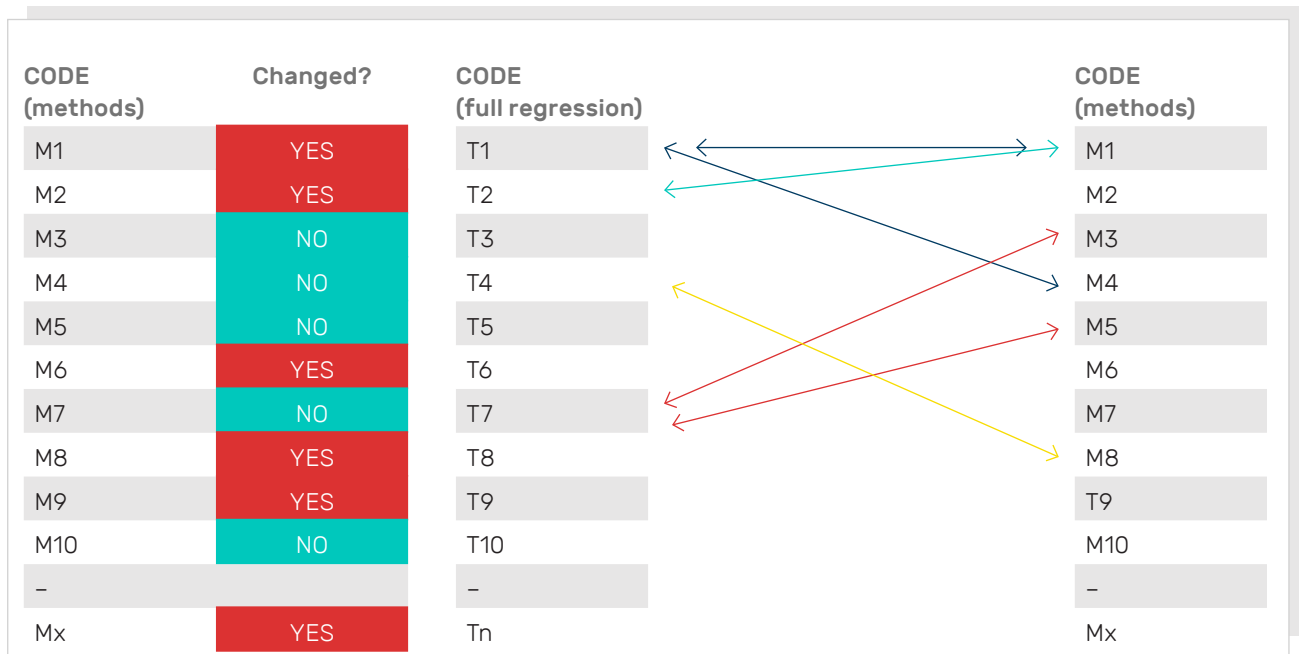 CODE Changed? CODE CODE
(methods) (full regression) (methods)
M1 YES T1 M1
M2 YES T2 M2
M3 NO T3 M3
M4 NO T4 M4
M5 NO T5 M5
M6 YES T6 M6
M7 NO T7 M7
M8 YES T8 M8
M9 YES T9 T9
M10 NO T10 M10
– – –
Mx YES Tn Mx